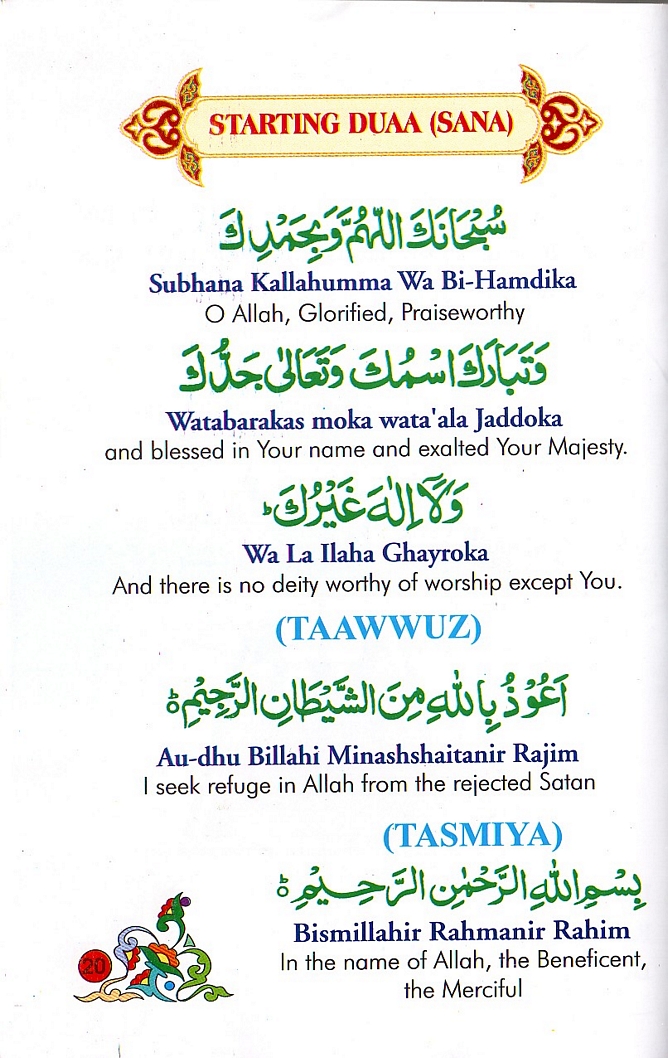 STARTING DUAA (SANA)
سُبْحَانَكَ اللّٰهُمَّ وَبِحَمْدِكَ
Subhana Kallahumma Wa Bi-Hamdika
O Allah, Glorified, Praiseworthy
وَتَبَارَكَ اسْمُكَ وَتَعَالٰى جَدُّكَ
Watabarakas moka wata'ala Jaddoka
and blessed in Your name and exalted Your Majesty.
وَلَآ اِلٰهَ غَيْرُكَ ؕ
Wa La Ilaha Ghayroka
And there is no deity worthy of worship except You.
(TAAWWUZ)
اَعُوْذُ بِاللّٰهِ مِنَ الشَّيْطَانِ الرَّجِيْمِ ؕ
Au-dhu Billahi Minashshaitanir Rajim
I seek refuge in Allah from the rejected Satan
(TASMIYA)
بِسْمِ اللّٰهِ الرَّحْمٰنِ الرَّحِيْمِ ؕ
Bismillahir Rahmanir Rahim
In the name of Allah, the Beneficent,
the Merciful
20